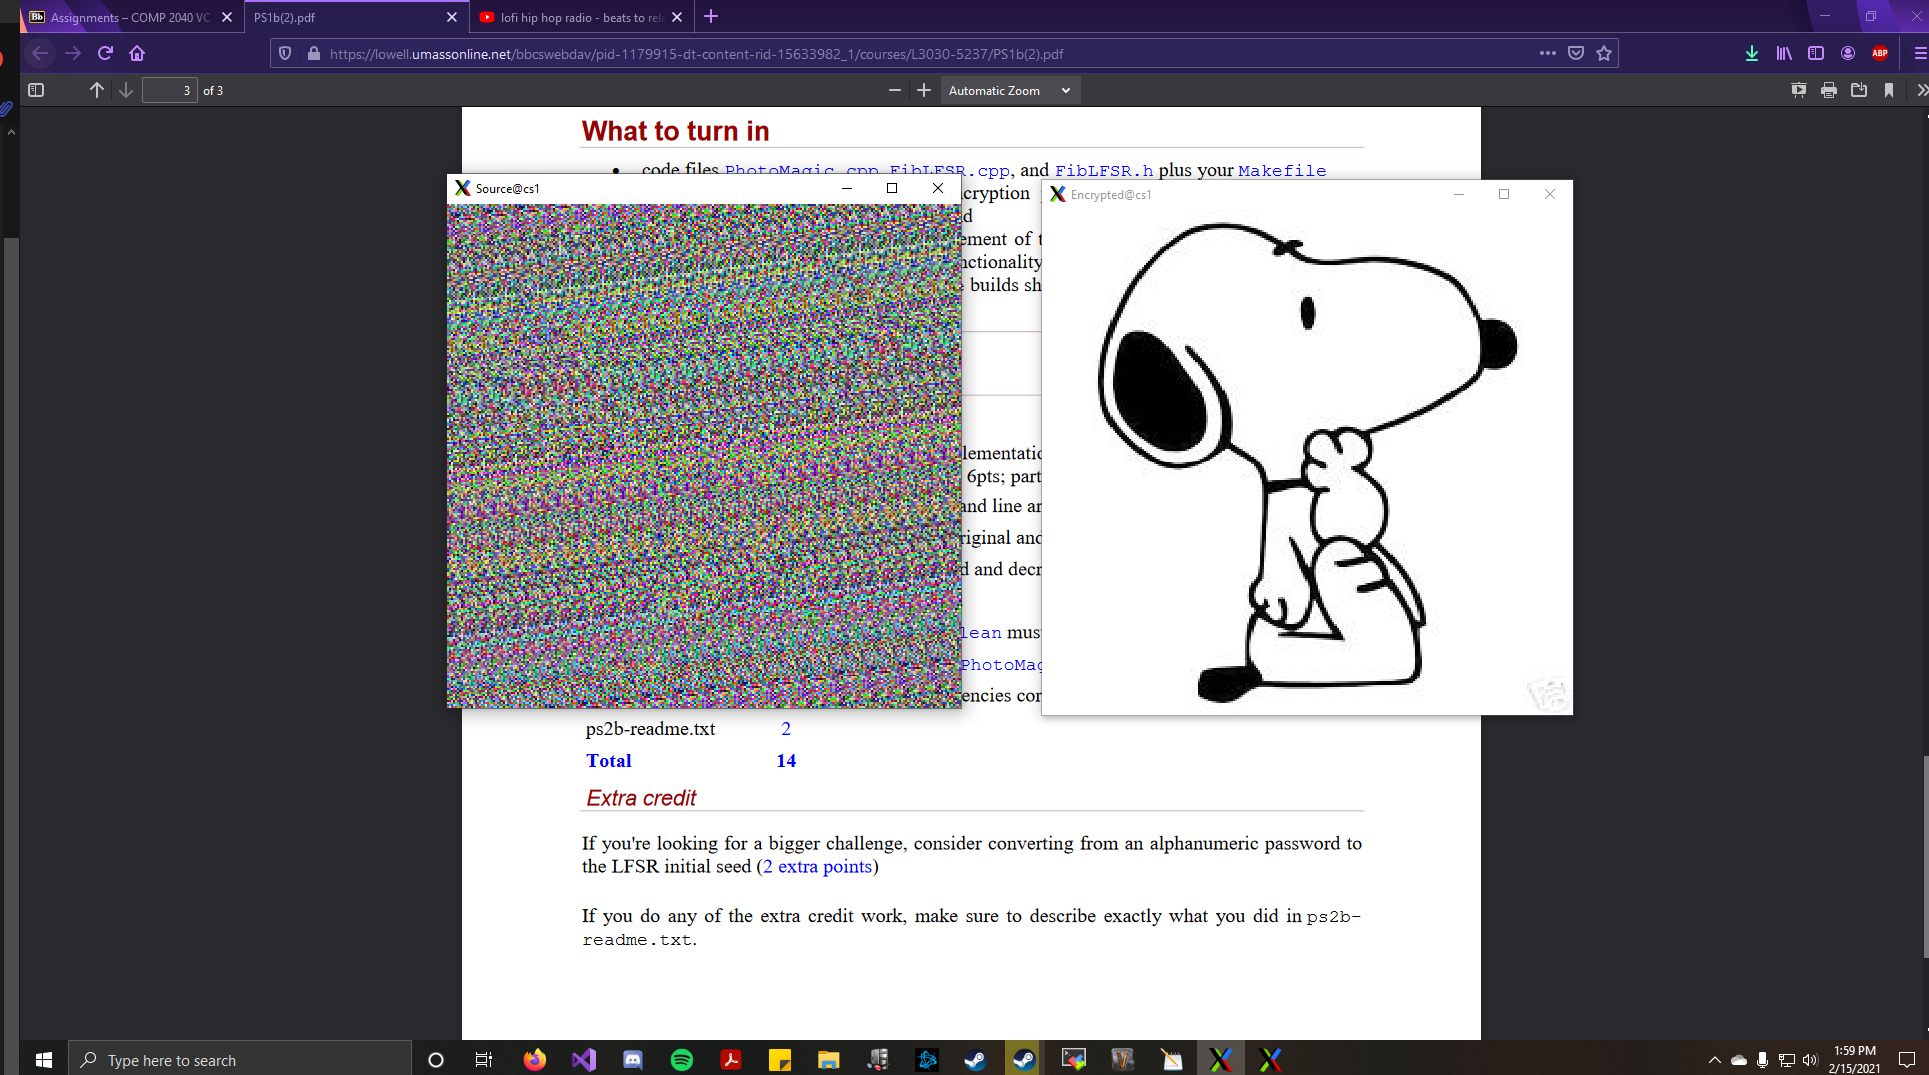 Assignments – COMP 2040 VC
PS1b(2).pdf
lofi hip hop radio - beats to rel
https://lowell.umassonline.net/bbcswebdav/pid-1179915-dt-content-rid-15633982_1/courses/L3030-5237/PS1b(2).pdf
ABP
3 of 3
Automatic Zoom
What to turn in
• code files PhotoMagic.cpp FibLFSR.cpp, and FibLFSR.h plus your Makefile
Source@cs1
Encrypted@cs1
cryption
d
ement of t
nctionality
builds sh
lementatio
6pts; part
and line ar
riginal and
d and decr
lean mus
PhotoMag
encies cor
ps2b-readme.txt 2
Total 14
Extra credit
If you're looking for a bigger challenge, consider converting from an alphanumeric password to
the LFSR initial seed (2 extra points)
If you do any of the extra credit work, make sure to describe exactly what you did in ps2b-
readme.txt.
Type here to search
1:59 PM
2/15/2021